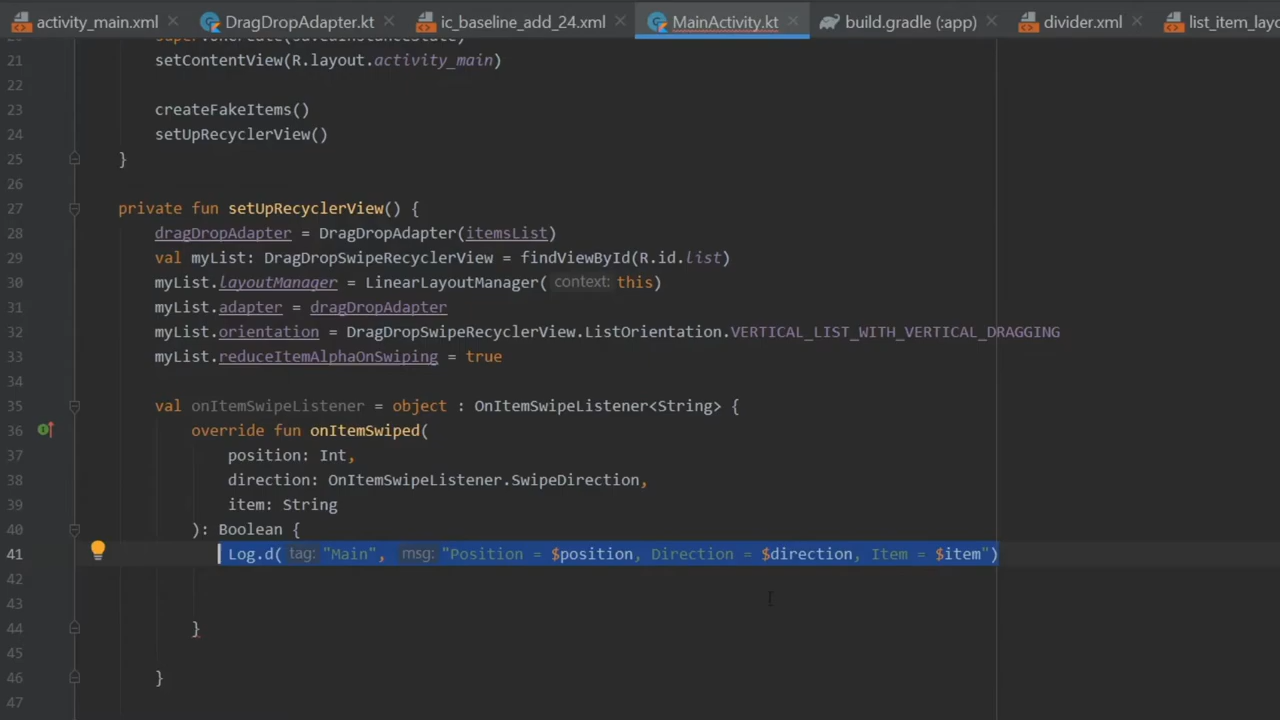 activity_main.xml DragDropAdapter.kt ic_baseline_add_24.xml MainActivity.kt build.gradle (:app) divider.xml list_item_layo
super.onCreate(savedInstanceState)
21 setContentView(R.layout.activity_main)
22
23 createFakeItems()
24 setUpRecyclerView()
25 }
26
27 private fun setUpRecyclerView() {
28 dragDropAdapter = DragDropAdapter(itemsList)
29 val myList: DragDropSwipeRecyclerView = findViewById(R.id.list)
30 myList.layoutManager = LinearLayoutManager( context: this)
31 myList.adapter = dragDropAdapter
32 myList.orientation = DragDropSwipeRecyclerView.ListOrientation.VERTICAL_LIST_WITH_VERTICAL_DRAGGING
33 myList.reduceItemAlphaOnSwiping = true
34
35 val onItemSwipeListener = object : OnItemSwipeListener<String> {
36 override fun onItemSwiped(
37 position: Int,
38 direction: OnItemSwipeListener.SwipeDirection,
39 item: String
40 ): Boolean {
41 Log.d( tag: "Main", msg: "Position = $position, Direction = $direction, Item = $item")
42
43
44 }
45
46 }
47